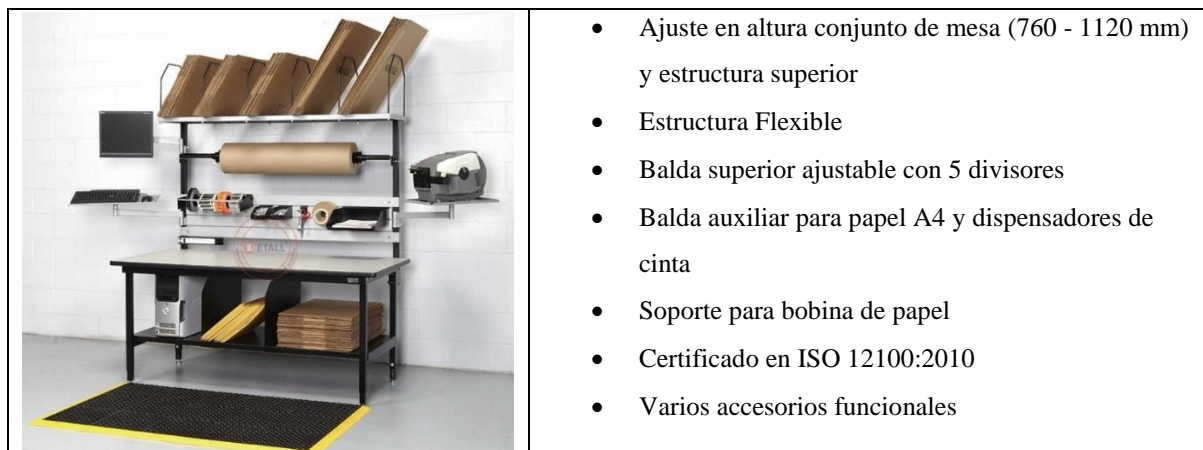 • Ajuste en altura conjunto de mesa (760 - 1120 mm)
y estructura superior
• Estructura Flexible
• Balda superior ajustable con 5 divisores
• Balda auxiliar para papel A4 y dispensadores de
cinta
• Soporte para bobina de papel
• Certificado en ISO 12100:2010
• Varios accesorios funcionales